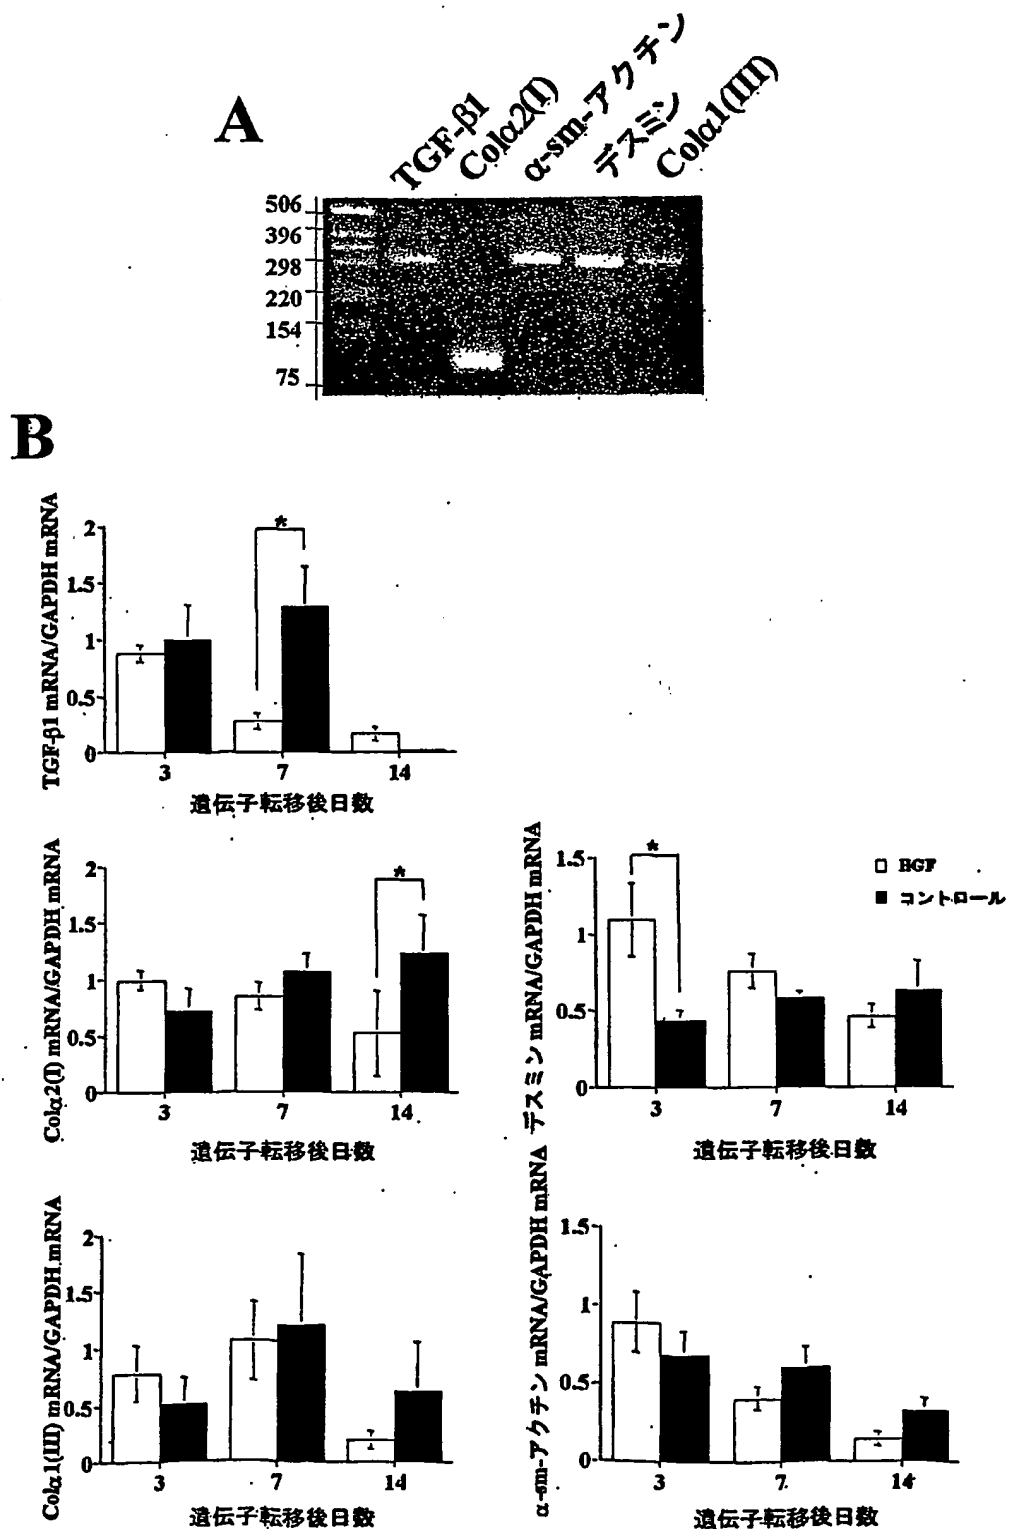 A
TGF-β1
Colα2(I)
α-sm-アクチン
デスミン
Colα1(III)
506
396
298
220
154
75
B
TGF-β1 mRNA/GAPDH mRNA
2
1.5
1
0.5
0
*
3 7 14
遺伝子転移後日数
Colα2(I) mRNA/GAPDH mRNA
2
1.5
1
0.5
0
*
3 7 14
遺伝子転移後日数
デスミン mRNA/GAPDH mRNA
1.5
1
0.5
0
*
HGF
コントロール
3 7 14
遺伝子転移後日数
Colα1(III) mRNA/GAPDH mRNA
2
1.5
1
0.5
0
3 7 14
遺伝子転移後日数
α-sm-アクチン mRNA/GAPDH mRNA
1.5
1
0.5
0
3 7 14
遺伝子転移後日数